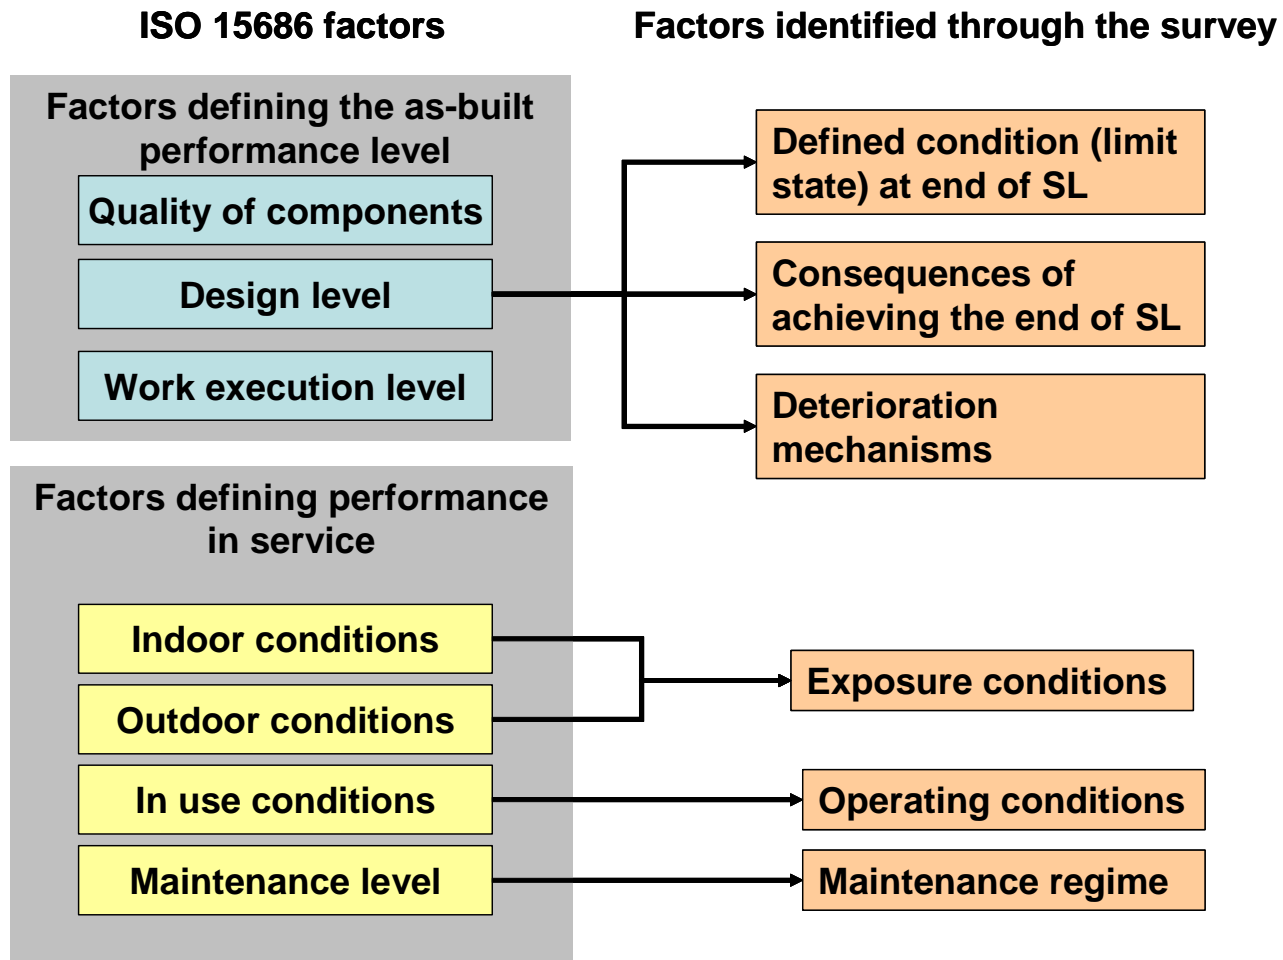 ISO 15686 factors
Factors identified through the survey
Factors defining the as-built
performance level
Quality of components
Design level
Work execution level
Defined condition (limit
state) at end of SL
Consequences of
achieving the end of SL
Deterioration
mechanisms
Factors defining performance
in service
Indoor conditions
Outdoor conditions
In use conditions
Maintenance level
Exposure conditions
Operating conditions
Maintenance regime